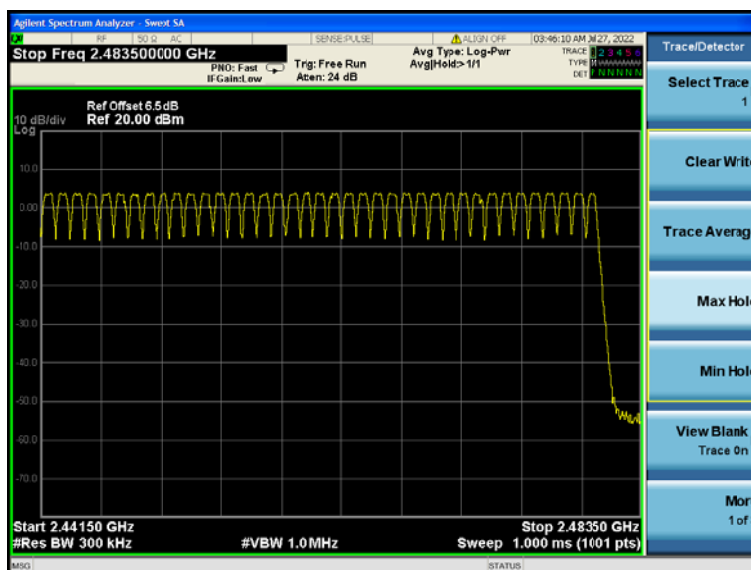 Agilent Spectrum Analyzer - Swept SA
RF 50 Ω AC SENSE:PULSE ALIGN OFF 03:46:10 AM Jul 27, 2022
Stop Freq 2.483500000 GHz
PNO: Fast
IFGain:Low
Trig: Free Run
Atten: 24 dB
Avg Type: Log-Pwr
Avg|Hold:>1/1
TRACE 1 2 3 4 5 6
TYPE M
DET
N N N N N
Ref Offset 6.5 dB
10 dB/div Ref 20.00 dBm
Log
10.0
0.00
-10.0
-20.0
-30.0
-40.0
-50.0
-60.0
-70.0
Start 2.44150 GHz
Stop 2.48350 GHz
#Res BW 300 kHz
#VBW 1.0 MHz
Sweep 1.000 ms (1001 pts)
MSG
STATUS
Trace/Detector
Select Trace
1
Clear Writ
Trace Averag
Max Hol
Min Hol
View Blank
Trace On
Mor
1 of